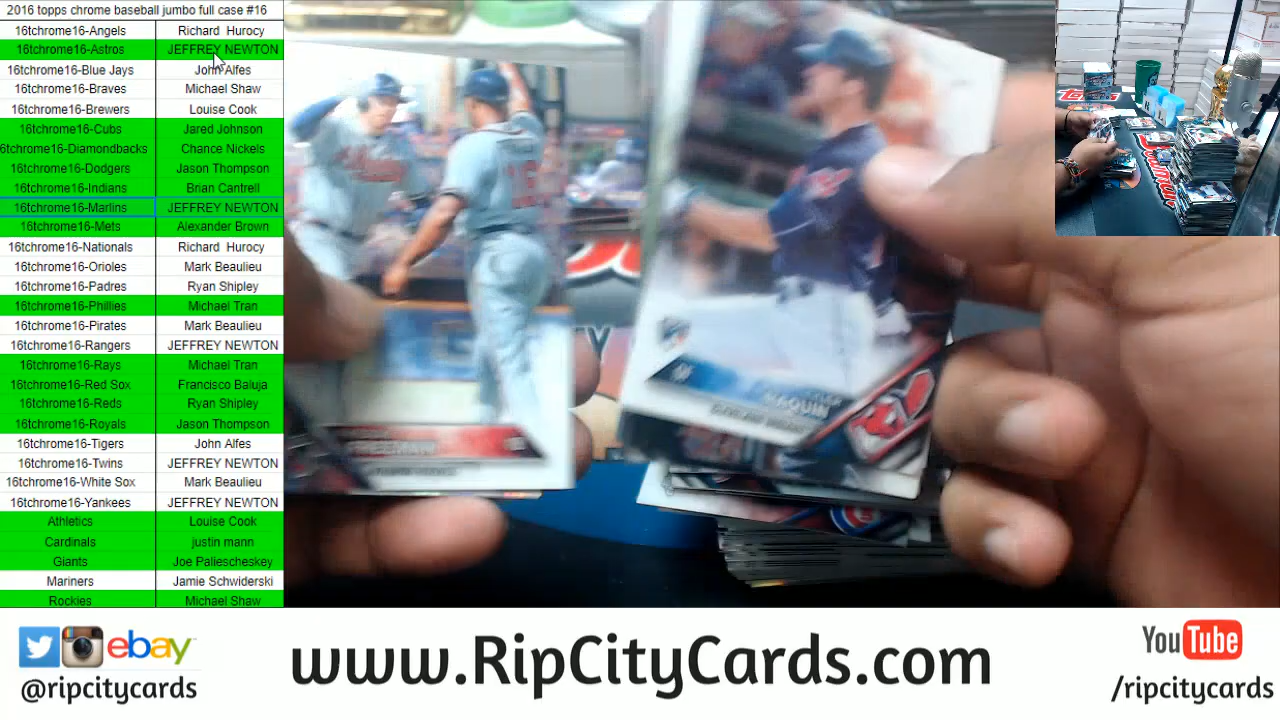 2016 topps chrome baseball jumbo full case #16
16tchrome16-Angels Richard Hurocy
16tchrome16-Astros JEFFREY NEWTON
16tchrome16-Blue Jays John Alfes
16tchrome16-Braves Michael Shaw
16tchrome16-Brewers Louise Cook
16tchrome16-Cubs Jared Johnson
6tchrome16-Diamondbacks Chance Nickels
16tchrome16-Dodgers Jason Thompson
16tchrome16-Indians Brian Cantrell
16tchrome16-Marlins JEFFREY NEWTON
16tchrome16-Mets Alexander Brown
16tchrome16-Nationals Richard Hurocy
16tchrome16-Orioles Mark Beaulieu
16tchrome16-Padres Ryan Shipley
16tchrome16-Phillies Michael Tran
16tchrome16-Pirates Mark Beaulieu
16tchrome16-Rangers JEFFREY NEWTON
16tchrome16-Rays Michael Tran
16tchrome16-Red Sox Francisco Baluja
16tchrome16-Reds Ryan Shipley
16tchrome16-Royals Jason Thompson
16tchrome16-Tigers John Alfes
16tchrome16-Twins JEFFREY NEWTON
16tchrome16-White Sox Mark Beaulieu
16tchrome16-Yankees JEFFREY NEWTON
Athletics Louise Cook
Cardinals justin mann
Giants Joe Paliescheskey
Mariners Jamie Schwiderski
Rockies Michael Shaw
NAQUIN
ebay
@ripcitycards
www.RipCityCards.com
YouTube
/ripcitycards